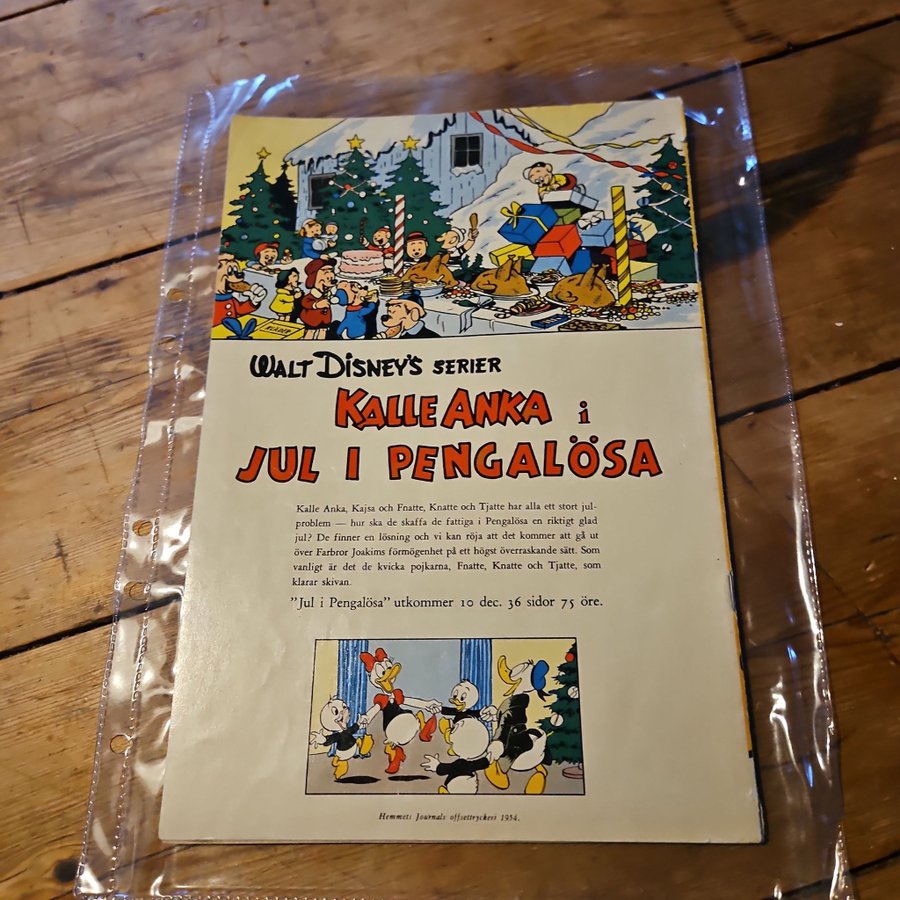 KLÄDER
WALT DISNEY'S SERIER
KALLE ANKA i
JUL I PENGALÖSA
Kalle Anka, Kajsa och Fnatte, Knatte och Tjatte har alla ett stort jul-
problem — hur ska de skaffa de fattiga i Pengalösa en riktigt glad
jul? De finner en lösning och vi kan röja att det kommer att gå ut
över Farbror Joakims förmögenhet på ett högst överraskande sätt. Som
vanligt är det de kvicka pojkarna, Fnatte, Knatte och Tjatte, som
klarar skivan.
”Jul i Pengalösa” utkommer 10 dec. 36 sidor 75 öre.
Hemmets Journals offsettryckeri 1954.